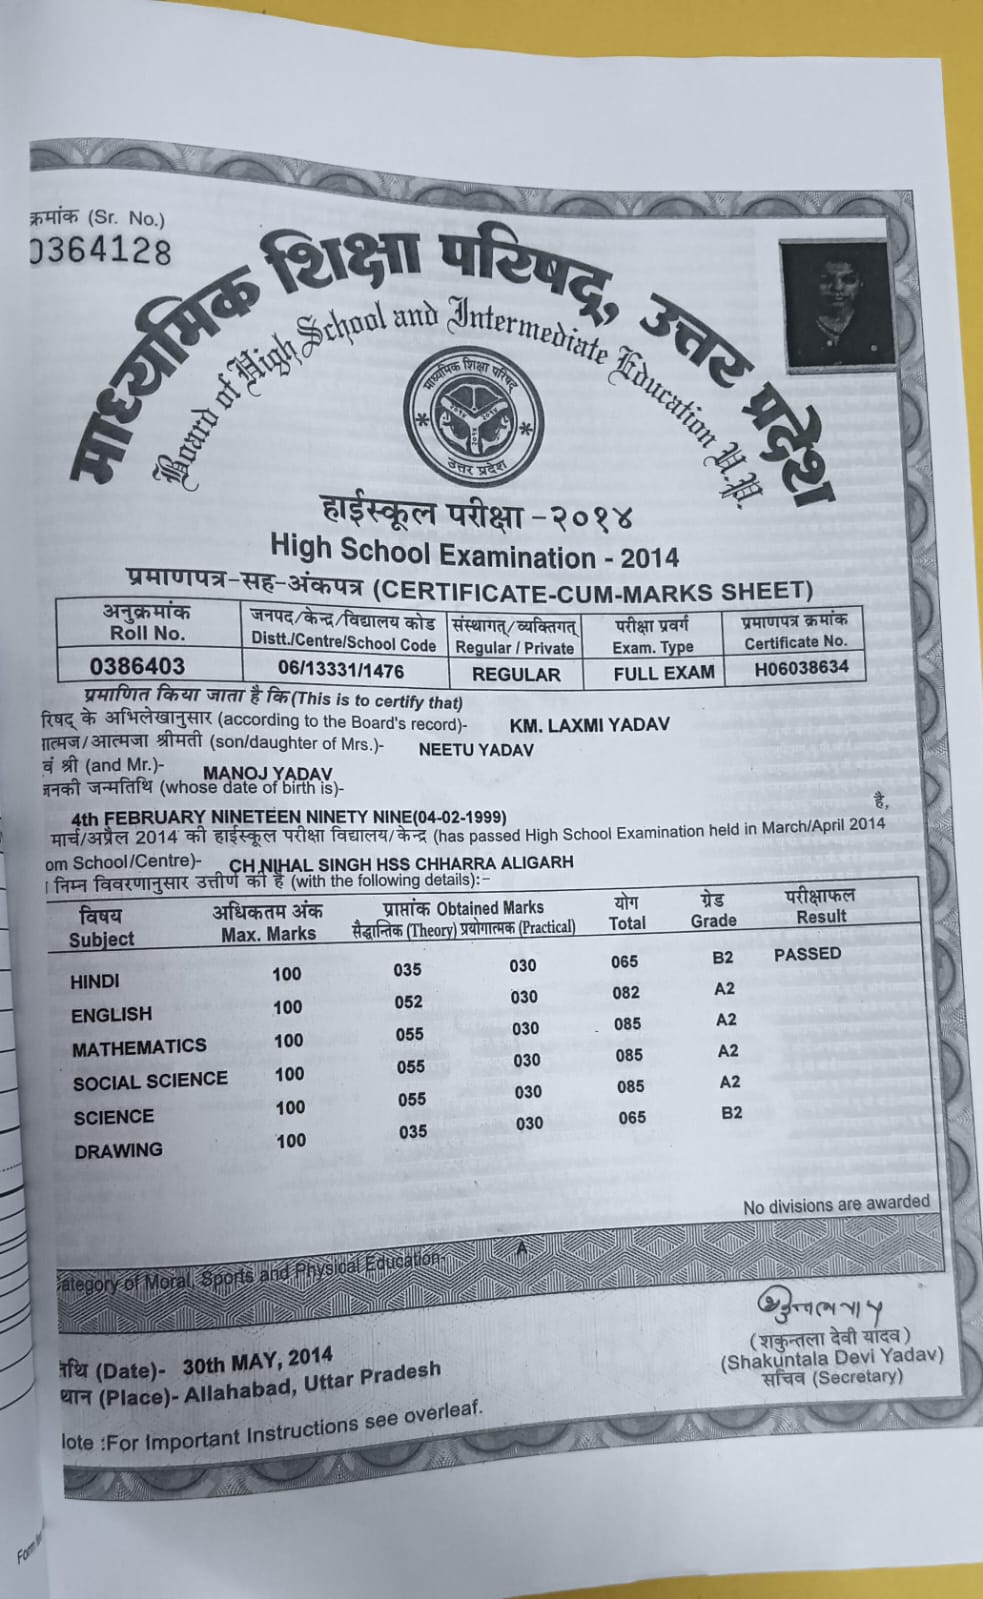 क्रमांक (Sr. No.)
0364128
माध्यमिक शिक्षा परिषद्, उत्तर प्रदेश
Board of High School and Intermediate Education U.P.
माध्यमिक शिक्षा परिषद्
२०१४ २०१४
२०१४
उत्तर प्रदेश
हाईस्कूल परीक्षा -२०१४
High School Examination - 2014
प्रमाणपत्र-सह-अंकपत्र (CERTIFICATE-CUM-MARKS SHEET)
अनुक्रमांक जनपद/केन्द्र/विद्यालय कोड संस्थागत्/व्यक्तिगत् परीक्षा प्रवर्ग प्रमाणपत्र क्रमांक
Roll No. Distt./Centre/School Code Regular / Private Exam. Type Certificate No.
0386403 06/13331/1476 REGULAR FULL EXAM H06038634
प्रमाणित किया जाता है कि(This is to certify that)
रिषद् के अभिलेखानुसार (according to the Board's record)- KM. LAXMI YADAV
ात्मज/आत्मजा श्रीमती (son/daughter of Mrs.)- NEETU YADAV
वं श्री (and Mr.)- MANOJ YADAV
जनकी जन्मतिथि (whose date of birth is)-
4th FEBRUARY NINETEEN NINETY NINE(04-02-1999) है,
मार्च/अप्रैल 2014 की हाईस्कूल परीक्षा विद्यालय/केन्द्र (has passed High School Examination held in March/April 2014
om School/Centre)- CH NIHAL SINGH HSS CHHARRA ALIGARH
। निम्न विवरणानुसार उत्तीर्ण की है (with the following details):-
विषय अधिकतम अंक प्राप्तांक Obtained Marks योग ग्रेड परीक्षाफल
Subject Max. Marks सैद्धान्तिक (Theory) प्रयोगात्मक (Practical) Total Grade Result
HINDI 100 035 030 065 B2 PASSED
ENGLISH 100 052 030 082 A2
MATHEMATICS 100 055 030 085 A2
SOCIAL SCIENCE 100 055 030 085 A2
SCIENCE 100 055 030 085 A2
DRAWING 100 035 030 065 B2
No divisions are awarded
Category of Moral, Sports and Physical Education- A
(शकुन्तला देवी यादव)
तिथि (Date)- 30th MAY, 2014 (Shakuntala Devi Yadav)
थान (Place)- Allahabad, Uttar Pradesh सचिव (Secretary)
lote :For Important Instructions see overleaf.